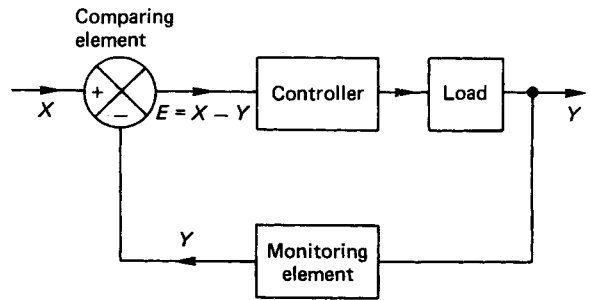 Comparing
element
+
−
X
E = X − Y
Controller
Load
Y
Y
Monitoring
element